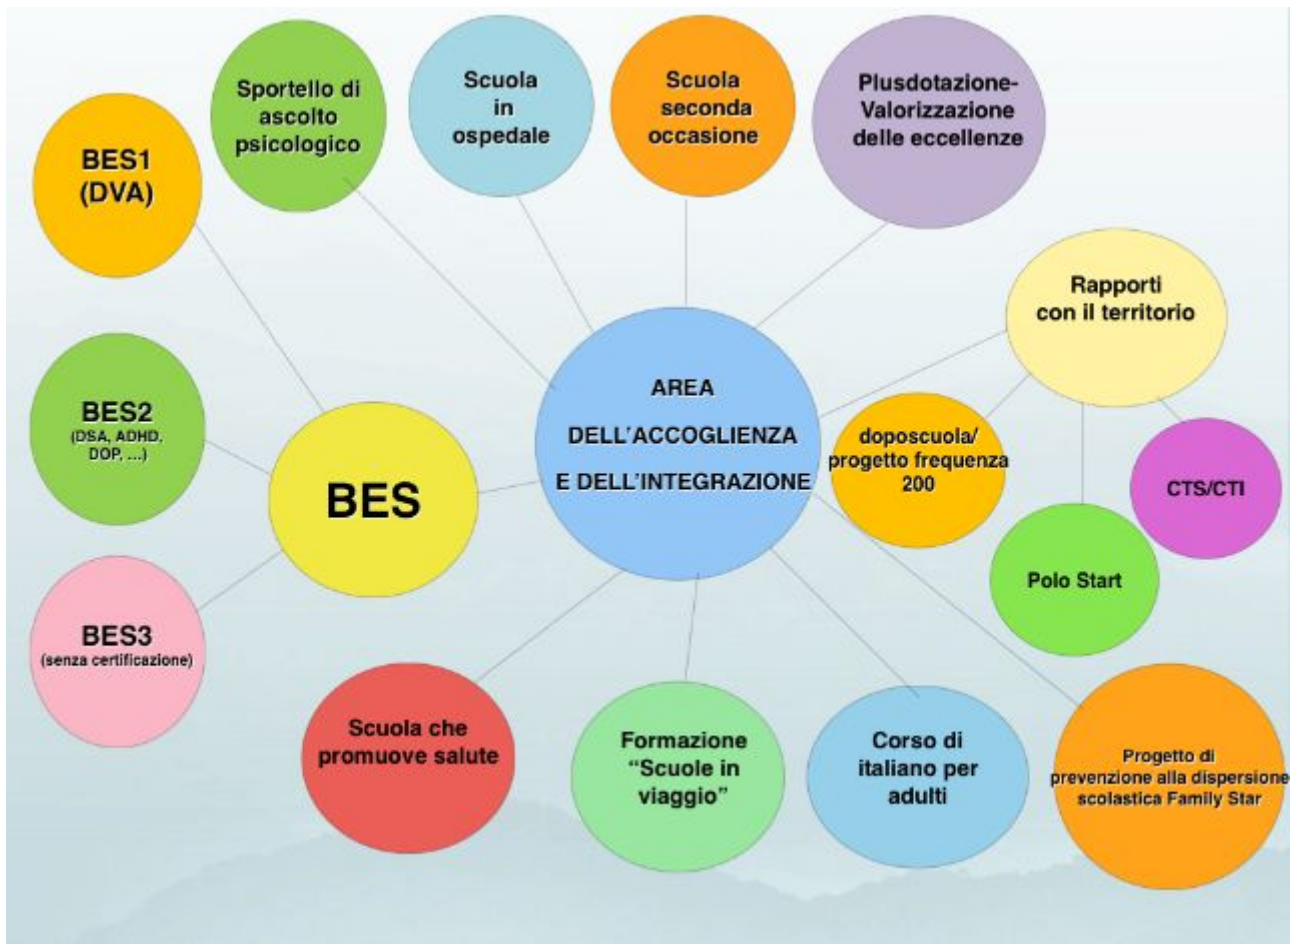 Sportello di
ascolto
psicologico
Scuola
in
ospedale
Scuola
seconda
occasione
Plusdotazione-
Valorizzazione
delle eccellenze
BES1
(DVA)
Rapporti
con il territorio
AREA
DELL'ACCOGLIENZA
E DELL'INTEGRAZIONE
BES2
(DSA, ADHD,
DOP, ...)
BES
doposcuola/
progetto frequenza
200
CTS/CTI
Polo Start
BES3
(senza certificazione)
Scuola che
promuove salute
Formazione
“Scuole in
viaggio”
Corso di
italiano per
adulti
Progetto di
prevenzione alla dispersione
scolastica Family Star